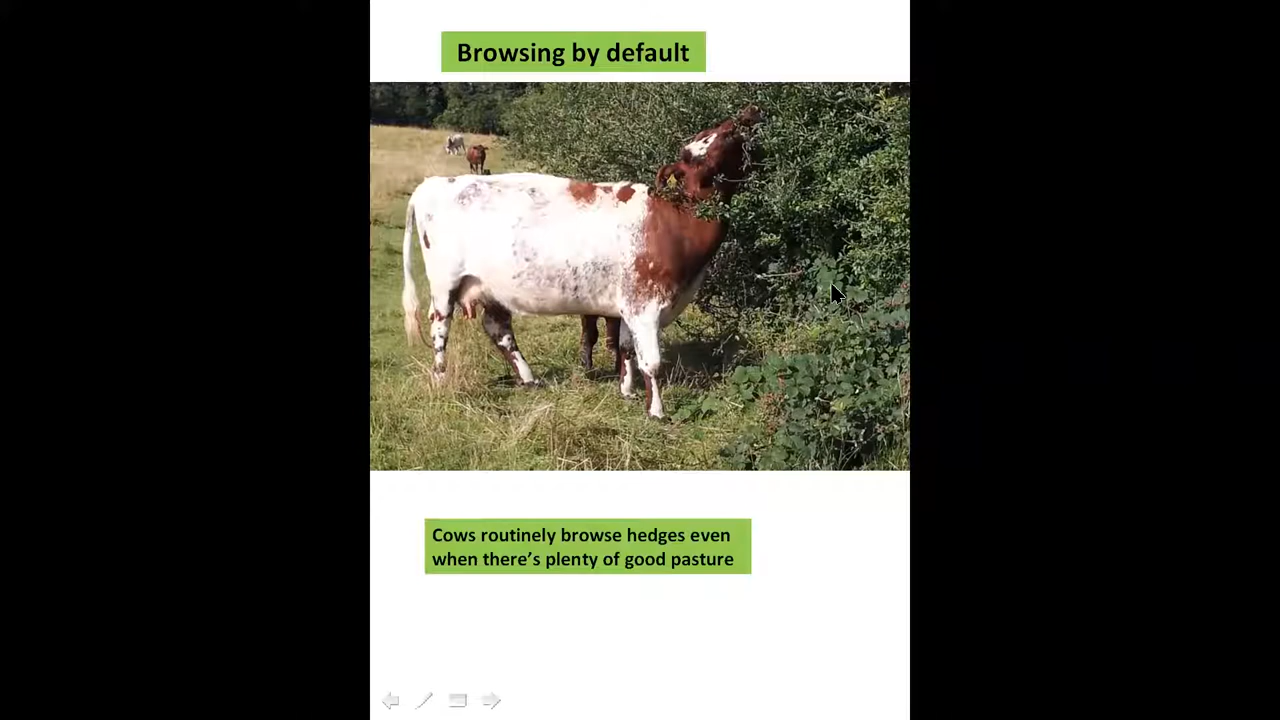 Browsing by default
Cows routinely browse hedges even
when there’s plenty of good pasture